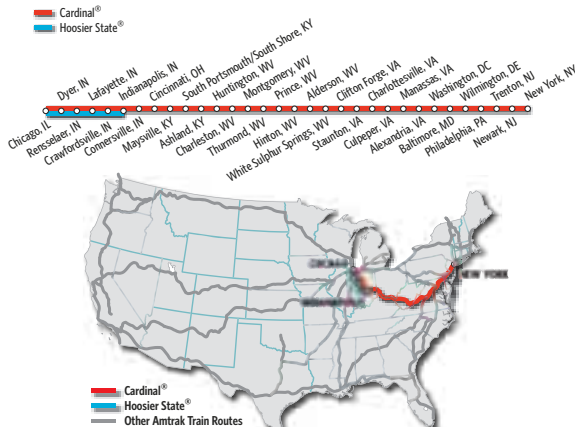 Cardinal®
Hoosier State®
Dyer, IN
Lafayette, IN
Indianapolis, IN
Cincinnati, OH
South Portsmouth/South Shore, KY
Huntington, WV
Montgomery, WV
Prince, WV
Alderson, WV
Clifton Forge, VA
Charlottesville, VA
Manassas, VA
Washington, DC
Wilmington, DE
Trenton, NJ
New York, NY
Chicago, IL
Rensselaer, IN
Crawfordsville, IN
Connersville, IN
Maysville, KY
Ashland, KY
Charleston, WV
Thurmond, WV
Hinton, WV
White Sulphur Springs, WV
Staunton, VA
Culpeper, VA
Alexandria, VA
Baltimore, MD
Philadelphia, PA
Newark, NJ
CHICAGO
NEW YORK
INDIANAPOLIS
Cardinal®
Hoosier State®
Other Amtrak Train Routes